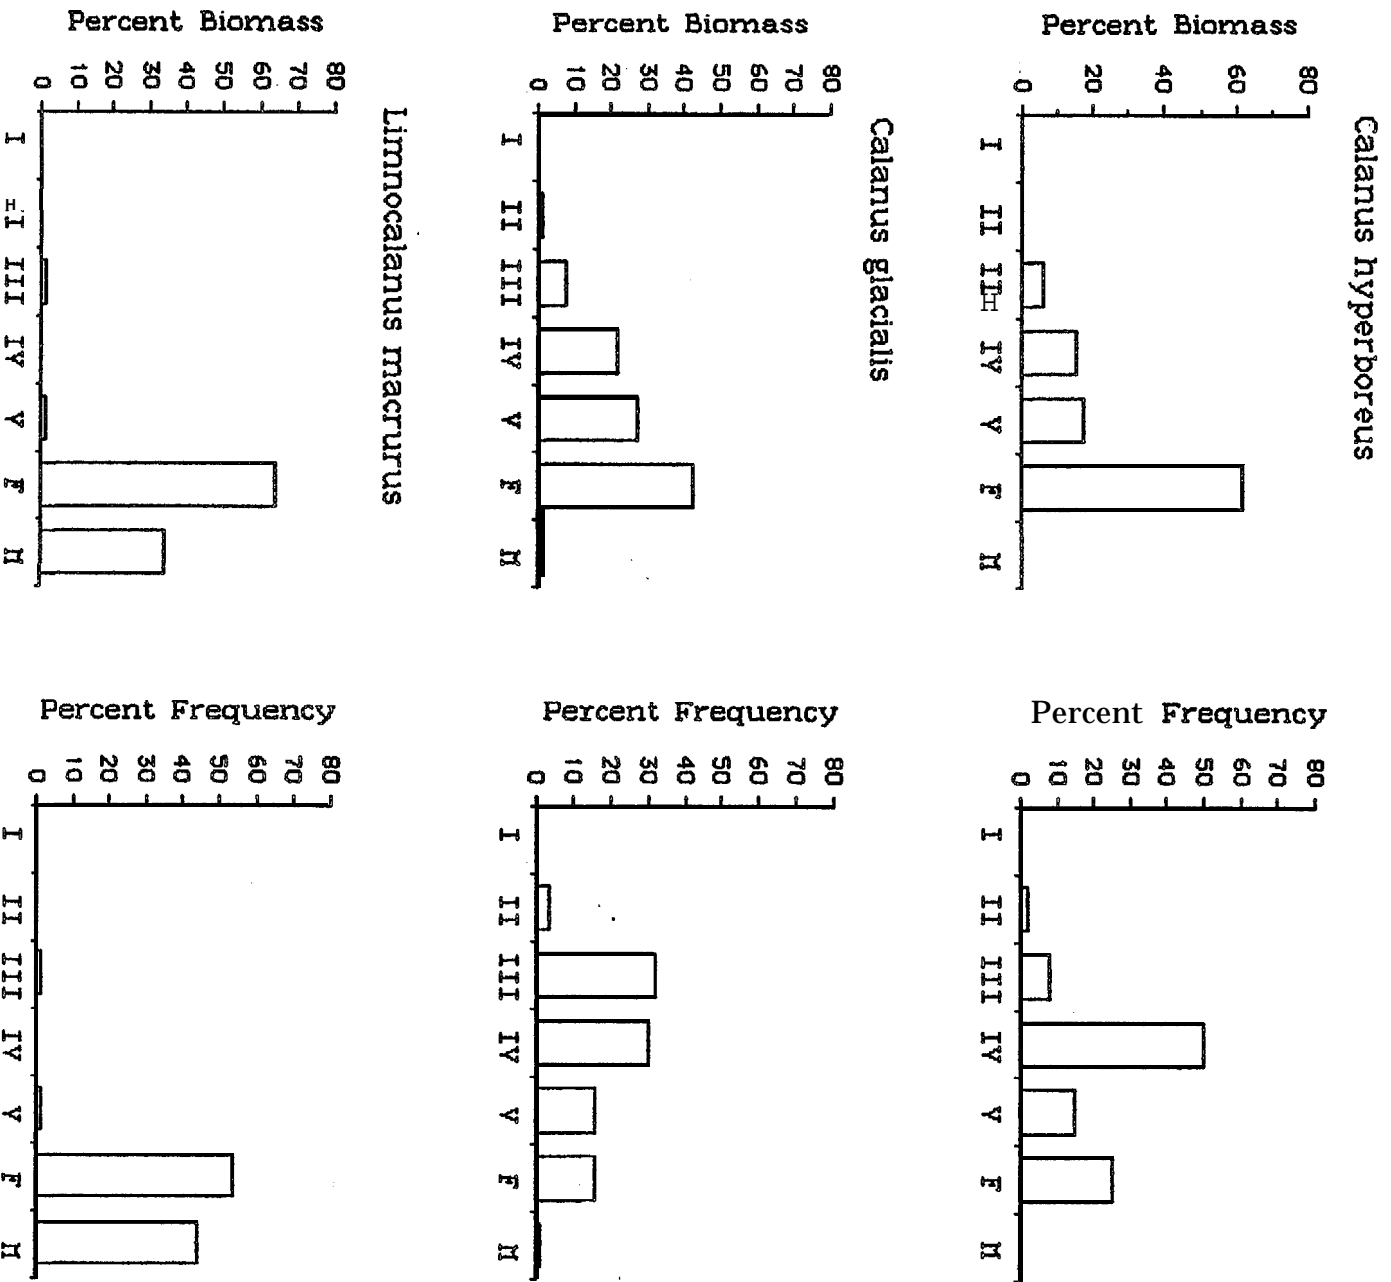 Calanus hyperboreus
Percent Biomass
0 20 40 60 80
I II III IV V F M
Percent Frequency
0 10 20 30 40 50 60 70 80
I II III IV V F M
Calanus glacialis
Percent Biomass
0 10 20 30 40 50 60 70 80
I II III IV V F M
Percent Frequency
0 10 20 30 40 50 60 70 80
I II III IV V F M
Limnocalanus macrurus
Percent Biomass
0 10 20 30 40 50 60 70 80
I II III IV V F M
Percent Frequency
0 10 20 30 40 50 60 70 80
I II III IV V F M